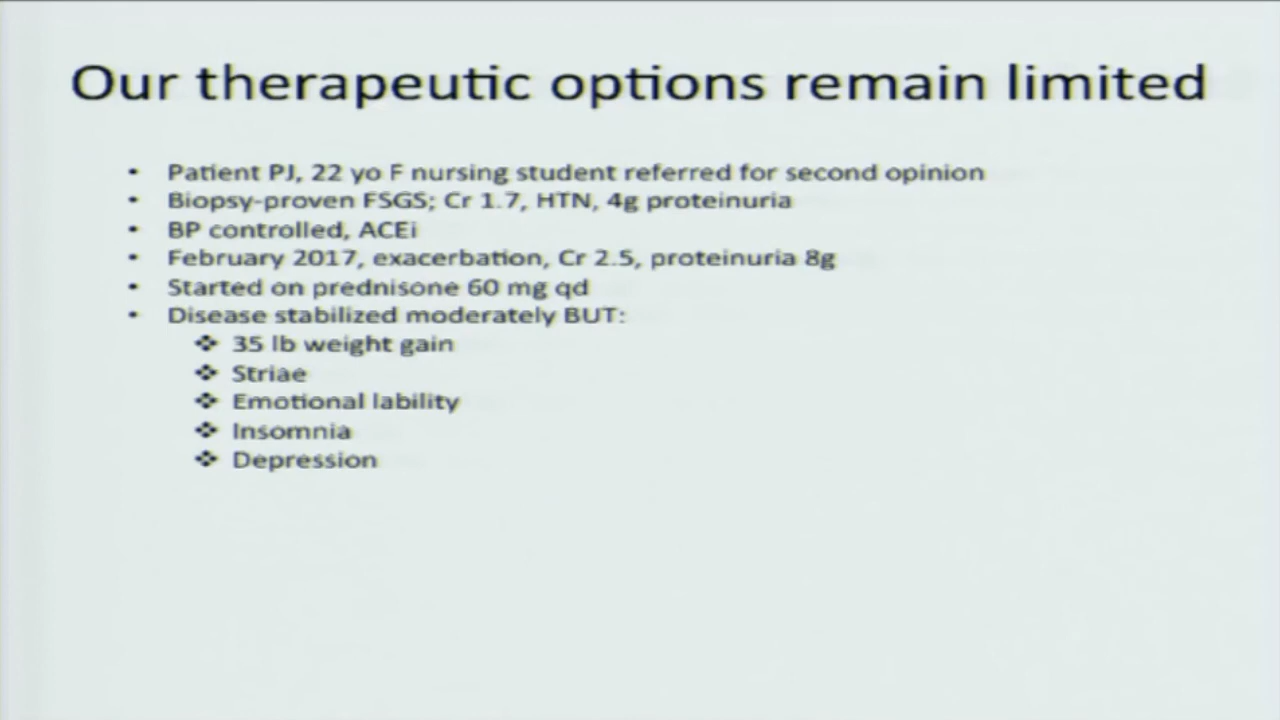 Our therapeutic options remain limited
• Patient PJ, 22 yo F nursing student referred for second opinion
• Biopsy-proven FSGS; Cr 1.7, HTN, 4g proteinuria
• BP controlled, ACEi
• February 2017, exacerbation, Cr 2.5, proteinuria 8g
• Started on prednisone 60 mg qd
• Disease stabilized moderately BUT:
❖ 35 lb weight gain
❖ Striae
❖ Emotional lability
❖ Insomnia
❖ Depression